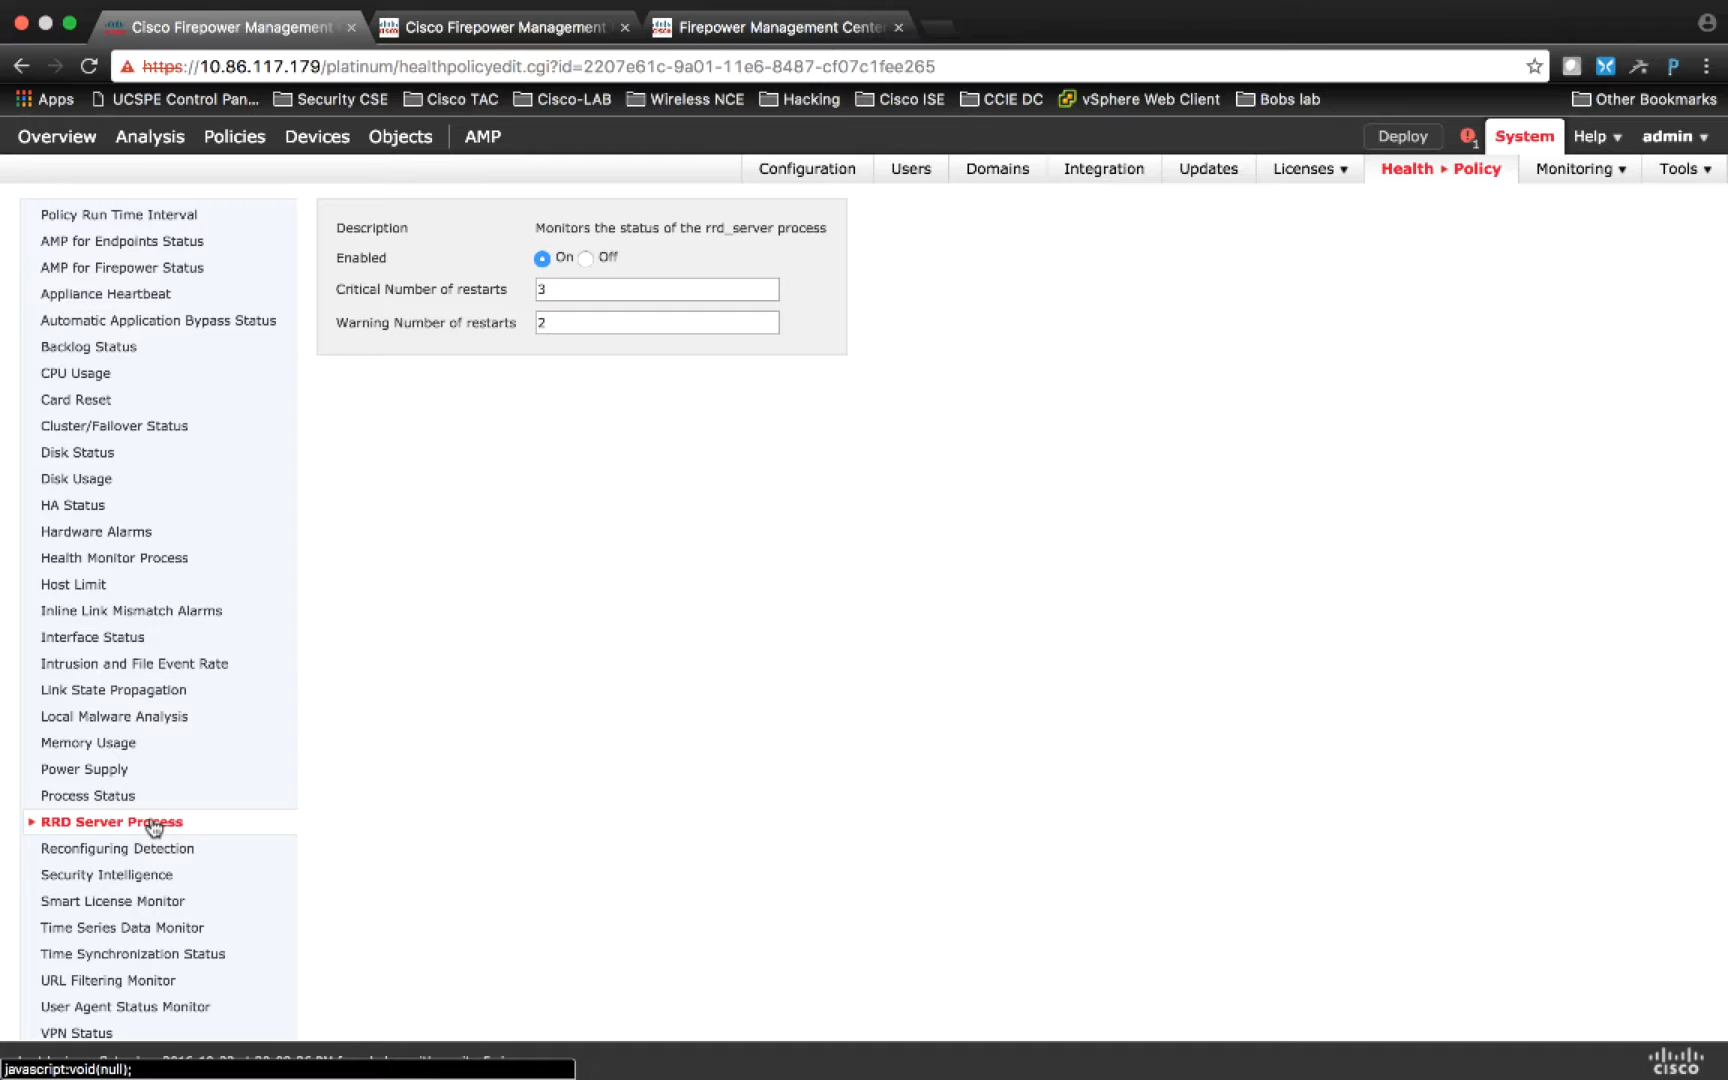 Cisco Firepower Management
Cisco Firepower Management
Firepower Management Cente
https://10.86.117.179/platinum/healthpolicyedit.cgi?id=2207e61c-9a01-11e6-8487-cf07c1fee265
Apps UCSPE Control Pan... Security CSE Cisco TAC Cisco-LAB Wireless NCE Hacking Cisco ISE CCIE DC vSphere Web Client Bobs lab Other Bookmarks
Overview Analysis Policies Devices Objects AMP Deploy 1 System Help admin
Configuration Users Domains Integration Updates Licenses Health Policy Monitoring Tools
Policy Run Time Interval
AMP for Endpoints Status
AMP for Firepower Status
Appliance Heartbeat
Automatic Application Bypass Status
Backlog Status
CPU Usage
Card Reset
Cluster/Failover Status
Disk Status
Disk Usage
HA Status
Hardware Alarms
Health Monitor Process
Host Limit
Inline Link Mismatch Alarms
Interface Status
Intrusion and File Event Rate
Link State Propagation
Local Malware Analysis
Memory Usage
Power Supply
Process Status
RRD Server Process
Reconfiguring Detection
Security Intelligence
Smart License Monitor
Time Series Data Monitor
Time Synchronization Status
URL Filtering Monitor
User Agent Status Monitor
VPN Status
Description Monitors the status of the rrd_server process
Enabled On Off
Critical Number of restarts 3
Warning Number of restarts 2
javascript:void(null);
CISCO